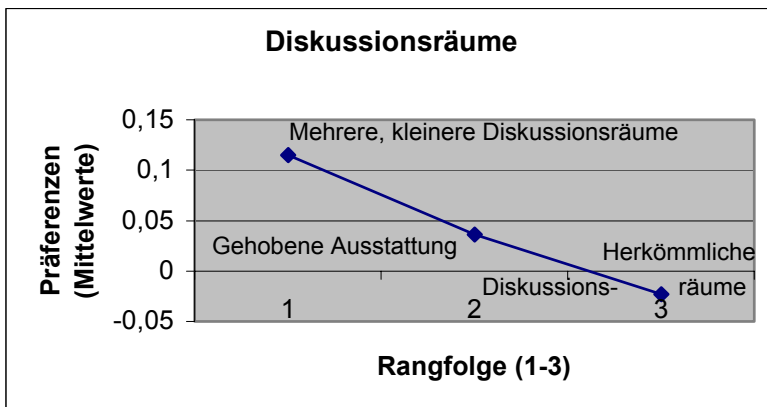 Diskussionsräume
Präferenzen
(Mittelwerte)
0,15
0,1
0,05
0
-0,05
Mehrere, kleinere Diskussionsräume
Gehobene Ausstattung
Herkömmliche
Diskussions- räume
1 2 3
Rangfolge (1-3)